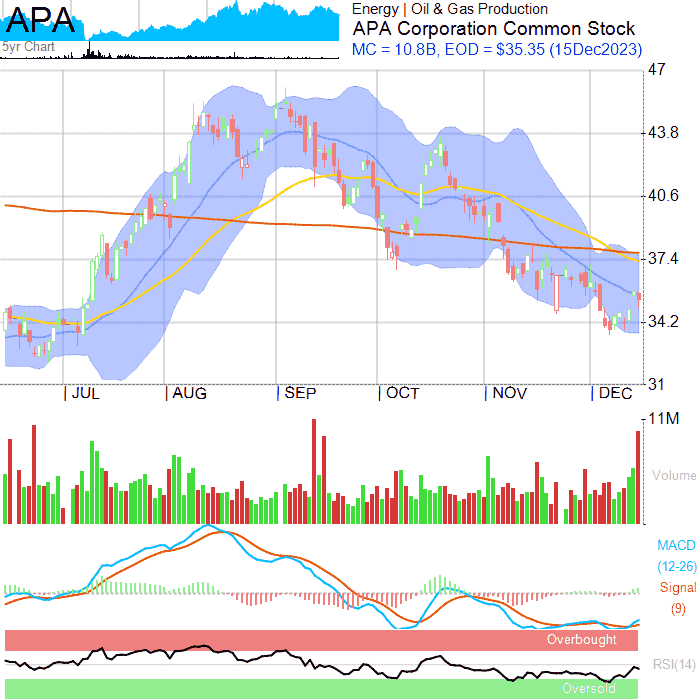 APA
5yr Chart
Energy | Oil & Gas Production
APA Corporation Common Stock
MC = 10.8B, EOD = $35.35 (15Dec2023)
47
43.8
40.6
37.4
34.2
31
| JUL | AUG | SEP | OCT | NOV | DEC
11M
Volume
MACD
(12-26)
Signal
(9)
Overbought
RSI(14)
Oversold